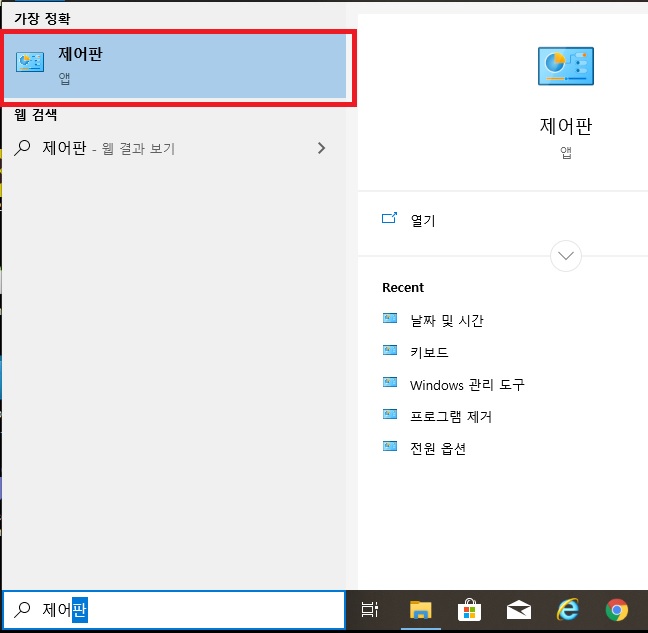 가장 정확
제어판
앱
웹 검색
제어판 - 웹 결과 보기
제어판
앱
열기
Recent
날짜 및 시간
키보드
Windows 관리 도구
프로그램 제거
전원 옵션
제어판